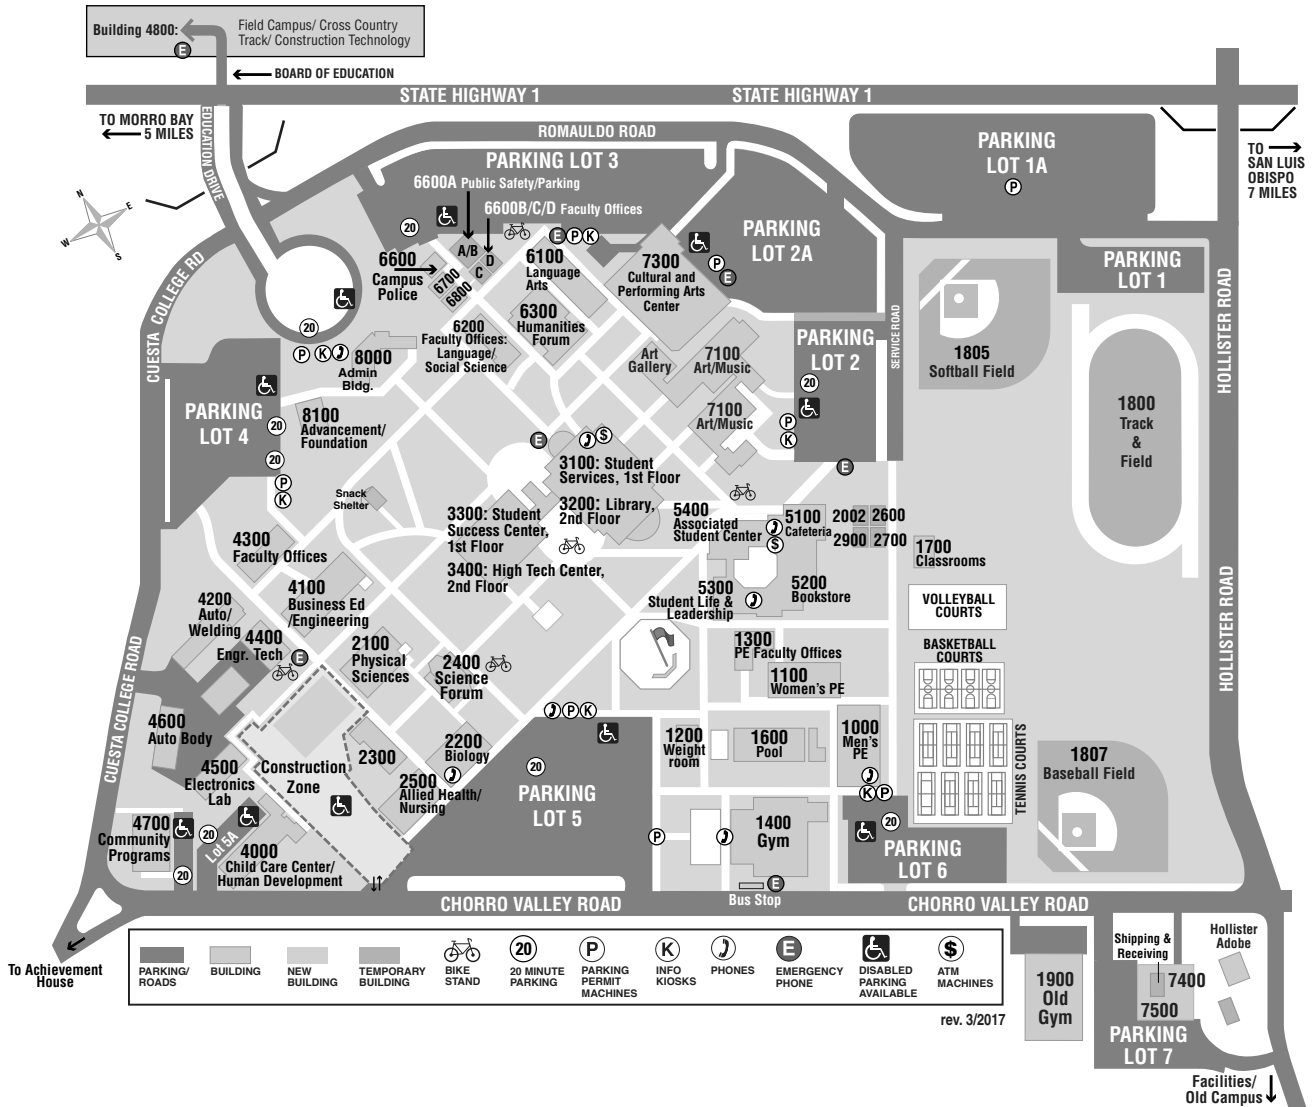 Building 4800:
Field Campus/ Cross Country
Track/ Construction Technology
E
BOARD OF EDUCATION
STATE HIGHWAY 1
STATE HIGHWAY 1
TO MORRO BAY
5 MILES
EDUCATION DRIVE
ROMAULDO ROAD
TO
SAN LUIS
OBISPO
7 MILES
N
E
W
S
PARKING LOT 3
6600A Public Safety/Parking
6600B/C/D Faculty Offices
20
E P K
PARKING
LOT 1A
P
PARKING
LOT 2A
P
E
PARKING
LOT 1
CUESTA COLLEGE RD
6600
Campus
Police
A/B
D
C
6700
6800
6100
Language
Arts
7300
Cultural and
Performing Arts
Center
6300
Humanities
Forum
6200
Faculty Offices:
Language/
Social Science
20
P K
8000
Admin
Bldg.
Art
Gallery
7100
Art/Music
7100
Art/Music
PARKING
LOT 2
20
P
K
SERVICE ROAD
1805
Softball Field
HOLLISTER ROAD
1800
Track
&
Field
PARKING
LOT 4
20
20
P
K
8100
Advancement/
Foundation
E
$
3100: Student
Services, 1st Floor
3200: Library,
2nd Floor
3300: Student
Success Center,
1st Floor
3400: High Tech Center,
2nd Floor
Snack
Shelter
E
5400
Associated
Student Center
5100
Cafeteria
$
2002 2600
2900 2700
1700
Classrooms
4300
Faculty Offices
4100
Business Ed
/Engineering
5300
Student Life &
Leadership
5200
Bookstore
VOLLEYBALL
COURTS
BASKETBALL
COURTS
HOLLISTER ROAD
4200
Auto/
Welding
4400
Engr. Tech
E
2100
Physical
Sciences
2400
Science
Forum
1300
PE Faculty Offices
1100
Women's PE
CUESTA COLLEGE ROAD
4600
Auto Body
4500
Electronics
Lab
Construction
Zone
2300
2200
Biology
2500
Allied Health/
Nursing
P K
20
PARKING
LOT 5
1200
Weight
room
1600
Pool
1000
Men's
PE
K P
TENNIS COURTS
1807
Baseball Field
4700
Community
Programs
20
20
Lot 5A
4000
Child Care Center/
Human Development
P
1400
Gym
20
PARKING
LOT 6
E
Bus Stop
CHORRO VALLEY ROAD
CHORRO VALLEY ROAD
To Achievement
House
PARKING/
ROADS
BUILDING
NEW
BUILDING
TEMPORARY
BUILDING
BIKE
STAND
20
20 MINUTE
PARKING
P
PARKING
PERMIT
MACHINES
K
INFO
KIOSKS
PHONES
E
EMERGENCY
PHONE
DISABLED
PARKING
AVAILABLE
$
ATM
MACHINES
rev. 3/2017
1900
Old
Gym
Shipping &
Receiving
7400
7500
PARKING
LOT 7
Hollister
Adobe
Facilities/
Old Campus